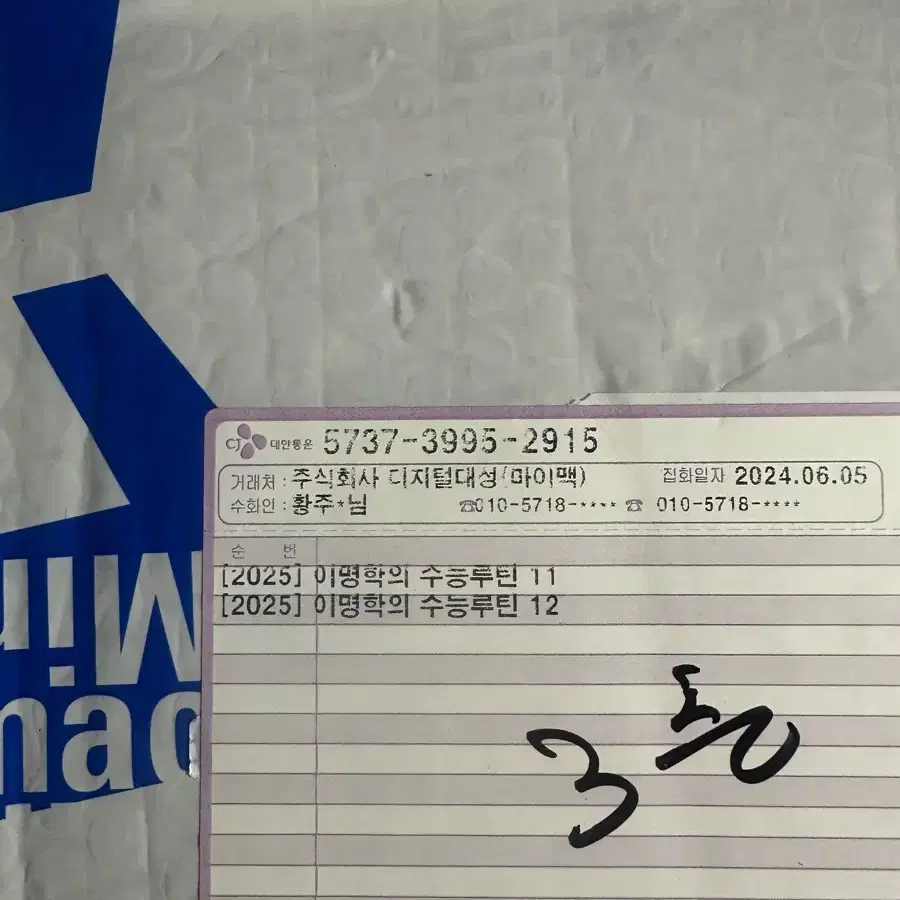 CJ 대한통운 5737-3995-2915
거래처 : 주식회사 디지털대성(마이맥) 집화일자 2024.06.05
수화인 : 황주*님 ☎010-5718-**** ☎ 010-5718-****
순 번
[2025] 이명학의 수능루틴 11
[2025] 이명학의 수능루틴 12
3층